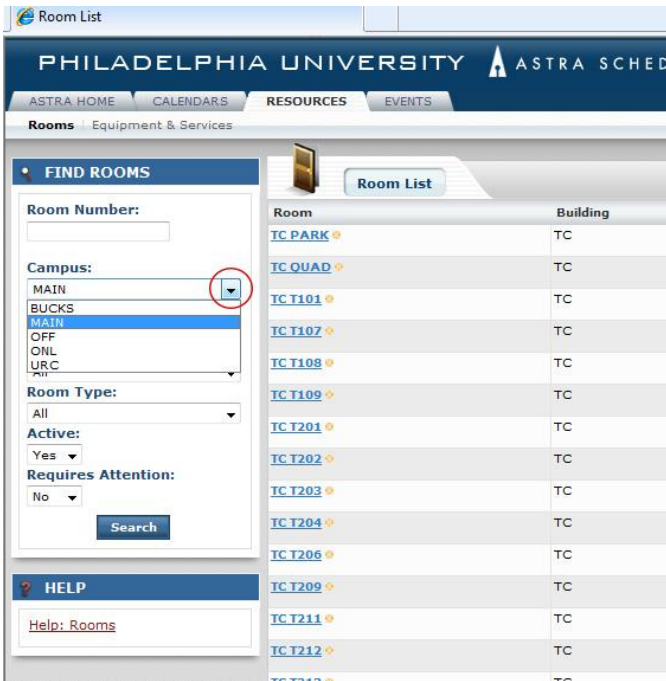 Room List
PHILADELPHIA UNIVERSITY ASTRA SCHED
ASTRA HOME CALENDARS RESOURCES EVENTS
Rooms Equipment & Services
FIND ROOMS
Room Number:
Campus:
MAIN
BUCKS
MAIN
OFF
ONL
URC
All
Room Type:
All
Active:
Yes
Requires Attention:
No
Search
HELP
Help: Rooms
Room List
Room Building
TC PARK TC
TC QUAD TC
TC T101 TC
TC T107 TC
TC T108 TC
TC T109 TC
TC T201 TC
TC T202 TC
TC T203 TC
TC T204 TC
TC T206 TC
TC T209 TC
TC T211 TC
TC T212 TC
TC